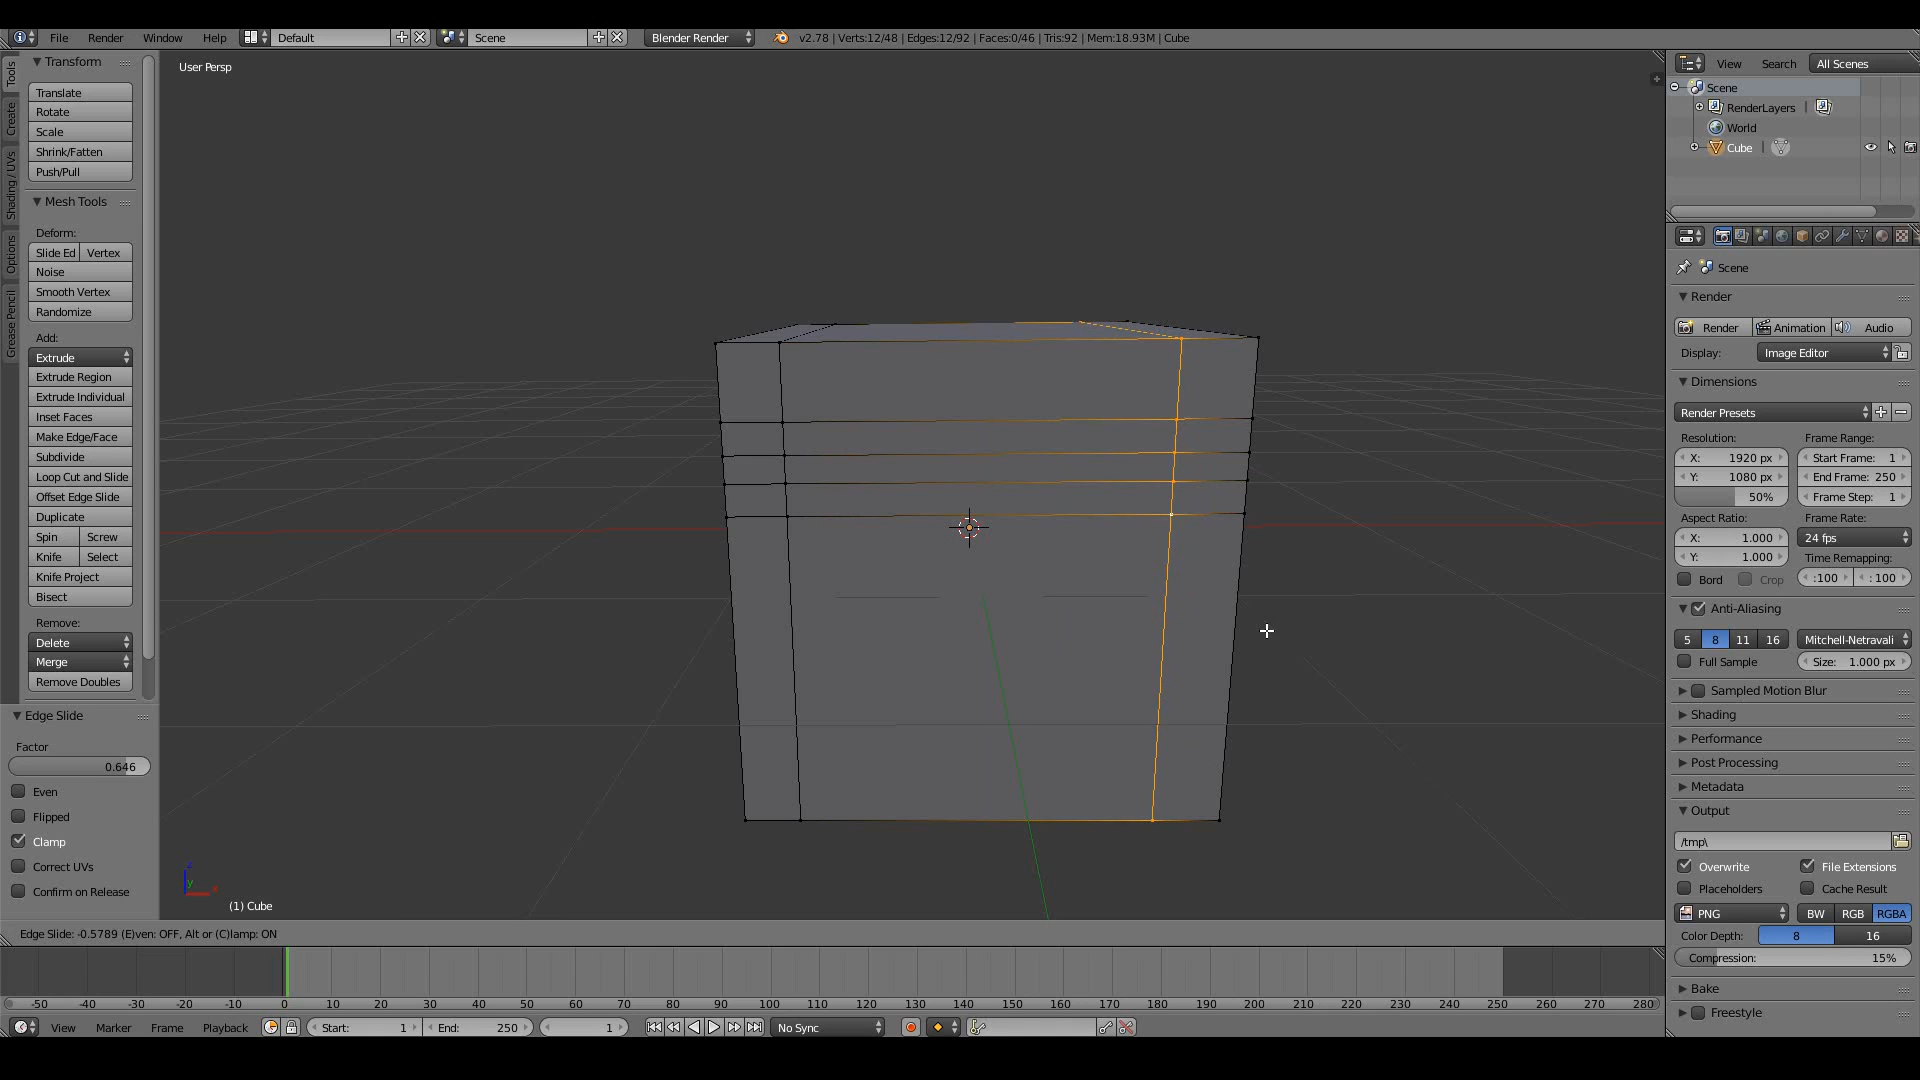 File Render Window Help Default Scene Blender Render v2.78 | Verts:12/48 | Edges:12/92 | Faces:0/46 | Tris:92 | Mem:18.93M | Cube
Tools
Create
Shading / UVs
Options
Grease Pencil
Transform
Translate
Rotate
Scale
Shrink/Fatten
Push/Pull
Mesh Tools
Deform:
Slide Ed Vertex
Noise
Smooth Vertex
Randomize
Add:
Extrude
Extrude Region
Extrude Individual
Inset Faces
Make Edge/Face
Subdivide
Loop Cut and Slide
Offset Edge Slide
Duplicate
Spin Screw
Knife Select
Knife Project
Bisect
Remove:
Delete
Merge
Remove Doubles
Edge Slide
Factor
0.646
Even
Flipped
Clamp
Correct UVs
Confirm on Release
User Persp
z
y
x
(1) Cube
Edge Slide: -0.5789 (E)ven: OFF, Alt or (C)lamp: ON
View Search All Scenes
Scene
RenderLayers |
World
Cube |
Scene
Render
Render Animation Audio
Display: Image Editor
Dimensions
Render Presets
Resolution: Frame Range:
X: 1920 px Start Frame: 1
Y: 1080 px End Frame: 250
50% Frame Step: 1
Aspect Ratio: Frame Rate:
X: 1.000 24 fps
Y: 1.000 Time Remapping:
Bord Crop :100 : 100
Anti-Aliasing
5 8 11 16 Mitchell-Netravali
Full Sample Size: 1.000 px
Sampled Motion Blur
Shading
Performance
Post Processing
Metadata
Output
/tmp\
Overwrite File Extensions
Placeholders Cache Result
PNG BW RGB RGBA
Color Depth: 8 16
Compression: 15%
Bake
Freestyle
-50 -40 -30 -20 -10 0 10 20 30 40 50 60 70 80 90 100 110 120 130 140 150 160 170 180 190 200 210 220 230 240 250 260 270 280
View Marker Frame Playback Start: 1 End: 250 1 No Sync